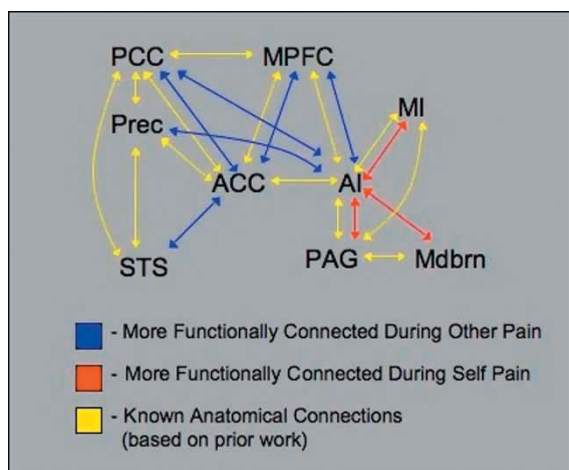 PCC MPFC
MI
Prec
ACC AI
STS PAG Mdbrn
- More Functionally Connected During Other Pain
- More Functionally Connected During Self Pain
- Known Anatomical Connections
(based on prior work)